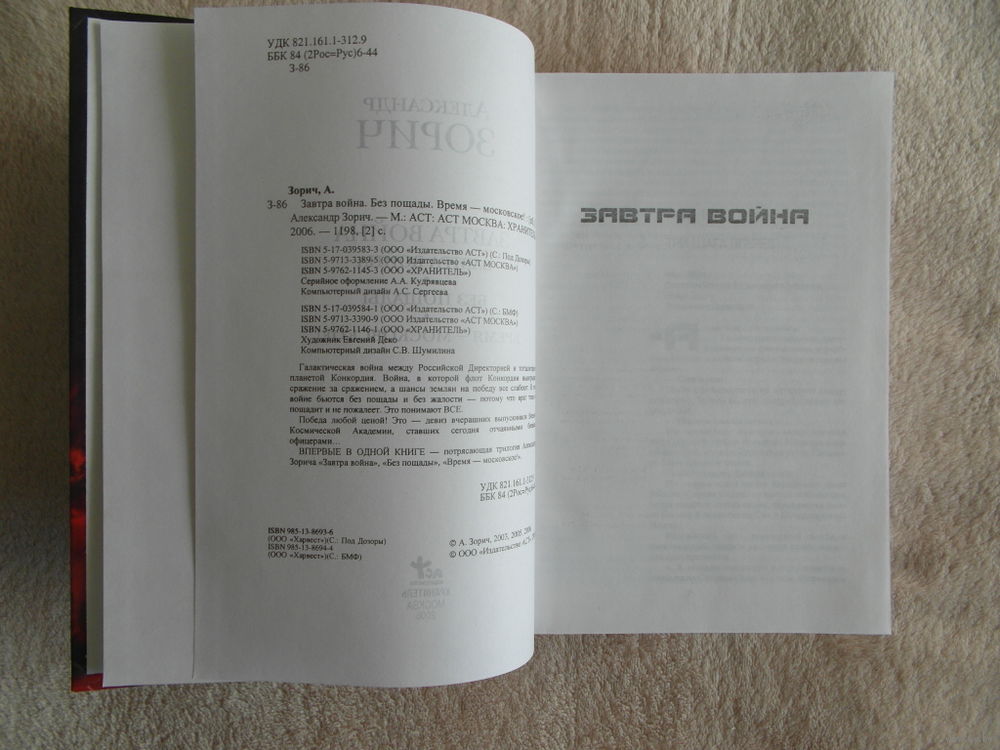 УДК 821.161.1-312.9
ББК 84 (2Рос=Рус)6-44
З-86
Зорич, А.
З-86 Завтра война. Без пощады. Время — московское!
Александр Зорич. — М.: АСТ: АСТ МОСКВА: ХРАНИТЕЛЬ,
2006. — 1198, [2] с.
ISBN 5-17-039583-3 (ООО «Издательство АСТ») (С.: Под Дозоры)
ISBN 5-9713-3389-5 (ООО Издательство «АСТ МОСКВА»)
ISBN 5-9762-1145-3 (ООО «ХРАНИТЕЛЬ»)
Серийное оформление А.А. Кудрявцева
Компьютерный дизайн А.С. Сергеева
ISBN 5-17-039584-1 (ООО «Издательство АСТ») (С.: БМФ)
ISBN 5-9713-3390-9 (ООО Издательство «АСТ МОСКВА»)
ISBN 5-9762-1146-1 (ООО «ХРАНИТЕЛЬ»)
Художник Евгений Деко
Компьютерный дизайн С.В. Шумилина
Галактическая война между Российской Директорией и
планетой Конкордия. Война, в которой флот Конкордии
сражение за сражением, а шансы землян на победу все слабеют.
войне бьются без пощады и без жалости — потому что враг тоже
пощадит и не пожалеет. Это понимают ВСЕ.
Победа любой ценой! Это — девиз вчерашних выпускников
Космической Академии, ставших сегодня отчаянными
офицерами...
ВПЕРВЫЕ В ОДНОЙ КНИГЕ — потрясающая трилогия
Зорича «Завтра война», «Без пощады», «Время — московское!».
УДК 821.161.1-312.9
ББК 84 (2Рос=Рус)
ISBN 985-13-8693-6
(ООО «Харвест»)(С.: Под Дозоры)
ISBN 985-13-8694-4
(ООО «Харвест»)(С.: БМФ)
© А. Зорич, 2003, 2005, 2006
© ООО «Издательство АСТ»,
ЗАВТРА ВОЙНА